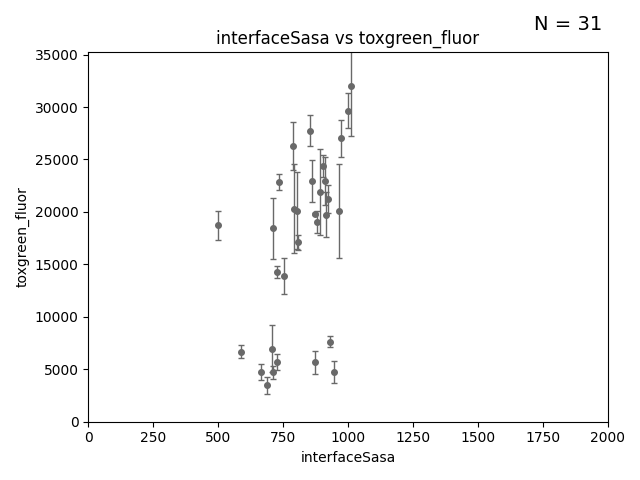 N = 31
interfaceSasa vs toxgreen_fluor
35000
30000
25000
20000
15000
10000
5000
0
toxgreen_fluor
0 250 500 750 1000 1250 1500 1750 2000
interfaceSasa